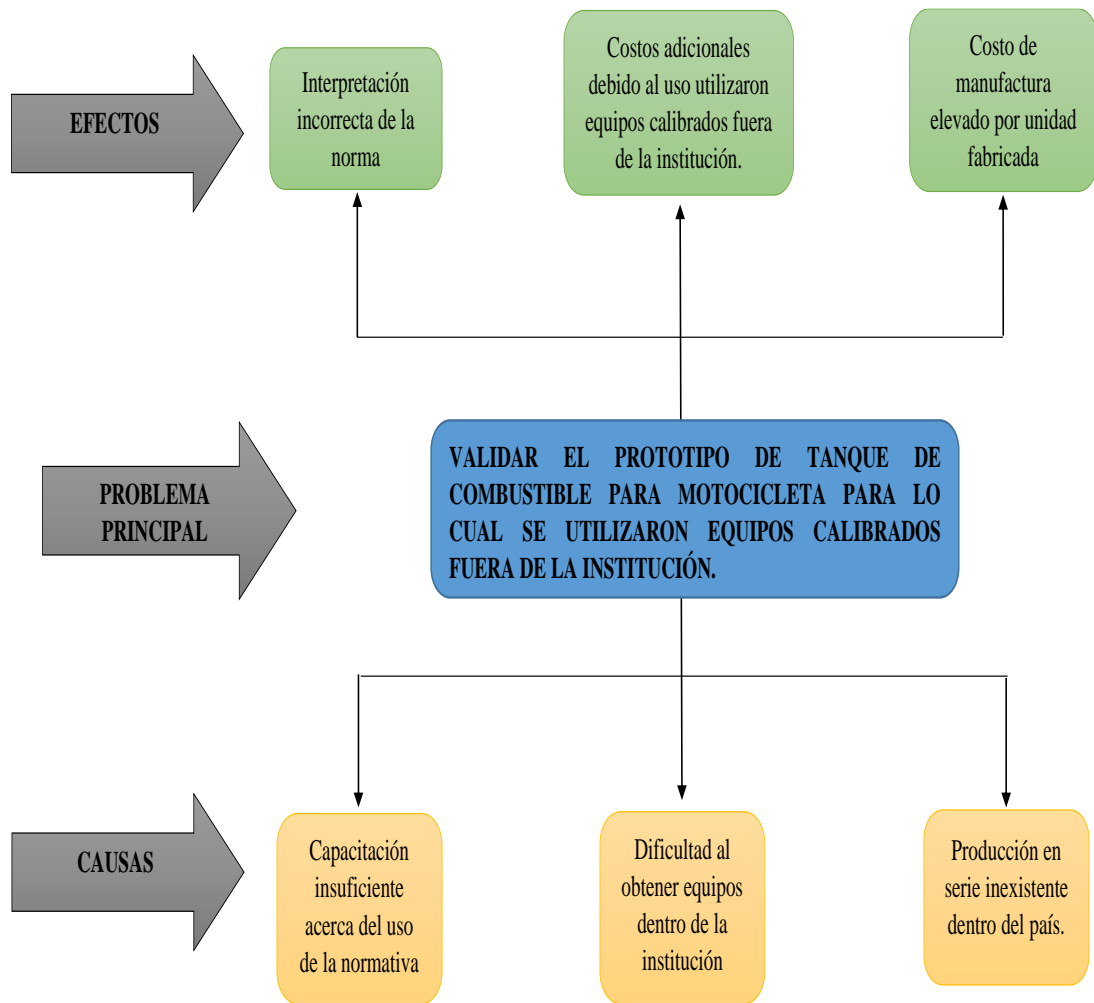 EFECTOS
Interpretación
incorrecta de la
norma
Costos adicionales
debido al uso utilizaron
equipos calibrados fuera
de la institución.
Costo de
manufactura
elevado por unidad
fabricada
PROBLEMA
PRINCIPAL
VALIDAR EL PROTOTIPO DE TANQUE DE
COMBUSTIBLE PARA MOTOCICLETA PARA LO
CUAL SE UTILIZARON EQUIPOS CALIBRADOS
FUERA DE LA INSTITUCIÓN.
CAUSAS
Capacitación
insuficiente
acerca del uso
de la normativa
Dificultad al
obtener equipos
dentro de la
institución
Producción en
serie inexistente
dentro del país.